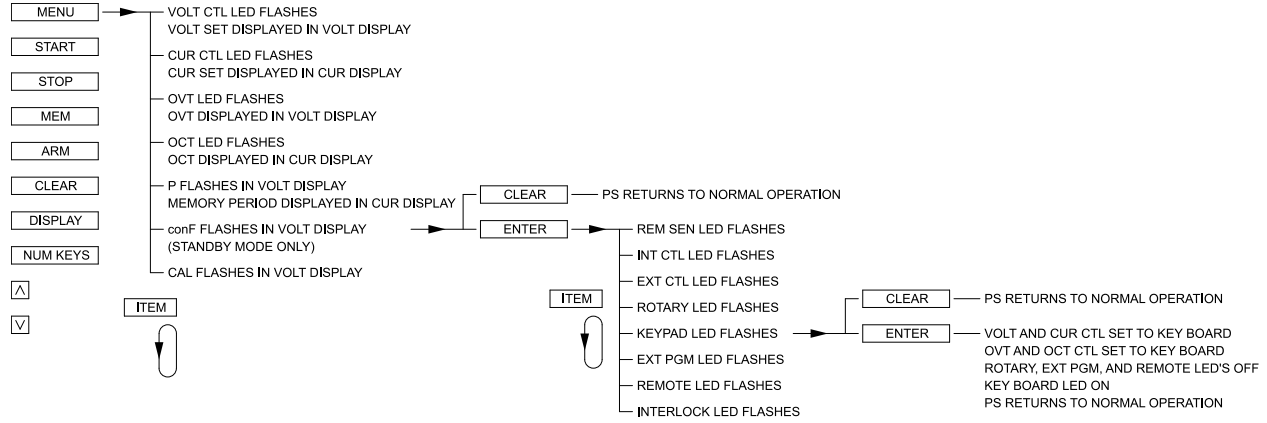 MENU
START
STOP
MEM
ARM
CLEAR
DISPLAY
NUM KEYS
VOLT CTL LED FLASHES
VOLT SET DISPLAYED IN VOLT DISPLAY
CUR CTL LED FLASHES
CUR SET DISPLAYED IN CUR DISPLAY
OVT LED FLASHES
OVT DISPLAYED IN VOLT DISPLAY
OCT LED FLASHES
OCT DISPLAYED IN CUR DISPLAY
P FLASHES IN VOLT DISPLAY
MEMORY PERIOD DISPLAYED IN CUR DISPLAY
conF FLASHES IN VOLT DISPLAY
(STANDBY MODE ONLY)
CAL FLASHES IN VOLT DISPLAY
ITEM
CLEAR
PS RETURNS TO NORMAL OPERATION
ENTER
REM SEN LED FLASHES
INT CTL LED FLASHES
EXT CTL LED FLASHES
ROTARY LED FLASHES
KEYPAD LED FLASHES
EXT PGM LED FLASHES
REMOTE LED FLASHES
INTERLOCK LED FLASHES
ITEM
CLEAR
PS RETURNS TO NORMAL OPERATION
ENTER
VOLT AND CUR CTL SET TO KEY BOARD
OVT AND OCT CTL SET TO KEY BOARD
ROTARY, EXT PGM, AND REMOTE LED'S OFF
KEY BOARD LED ON
PS RETURNS TO NORMAL OPERATION